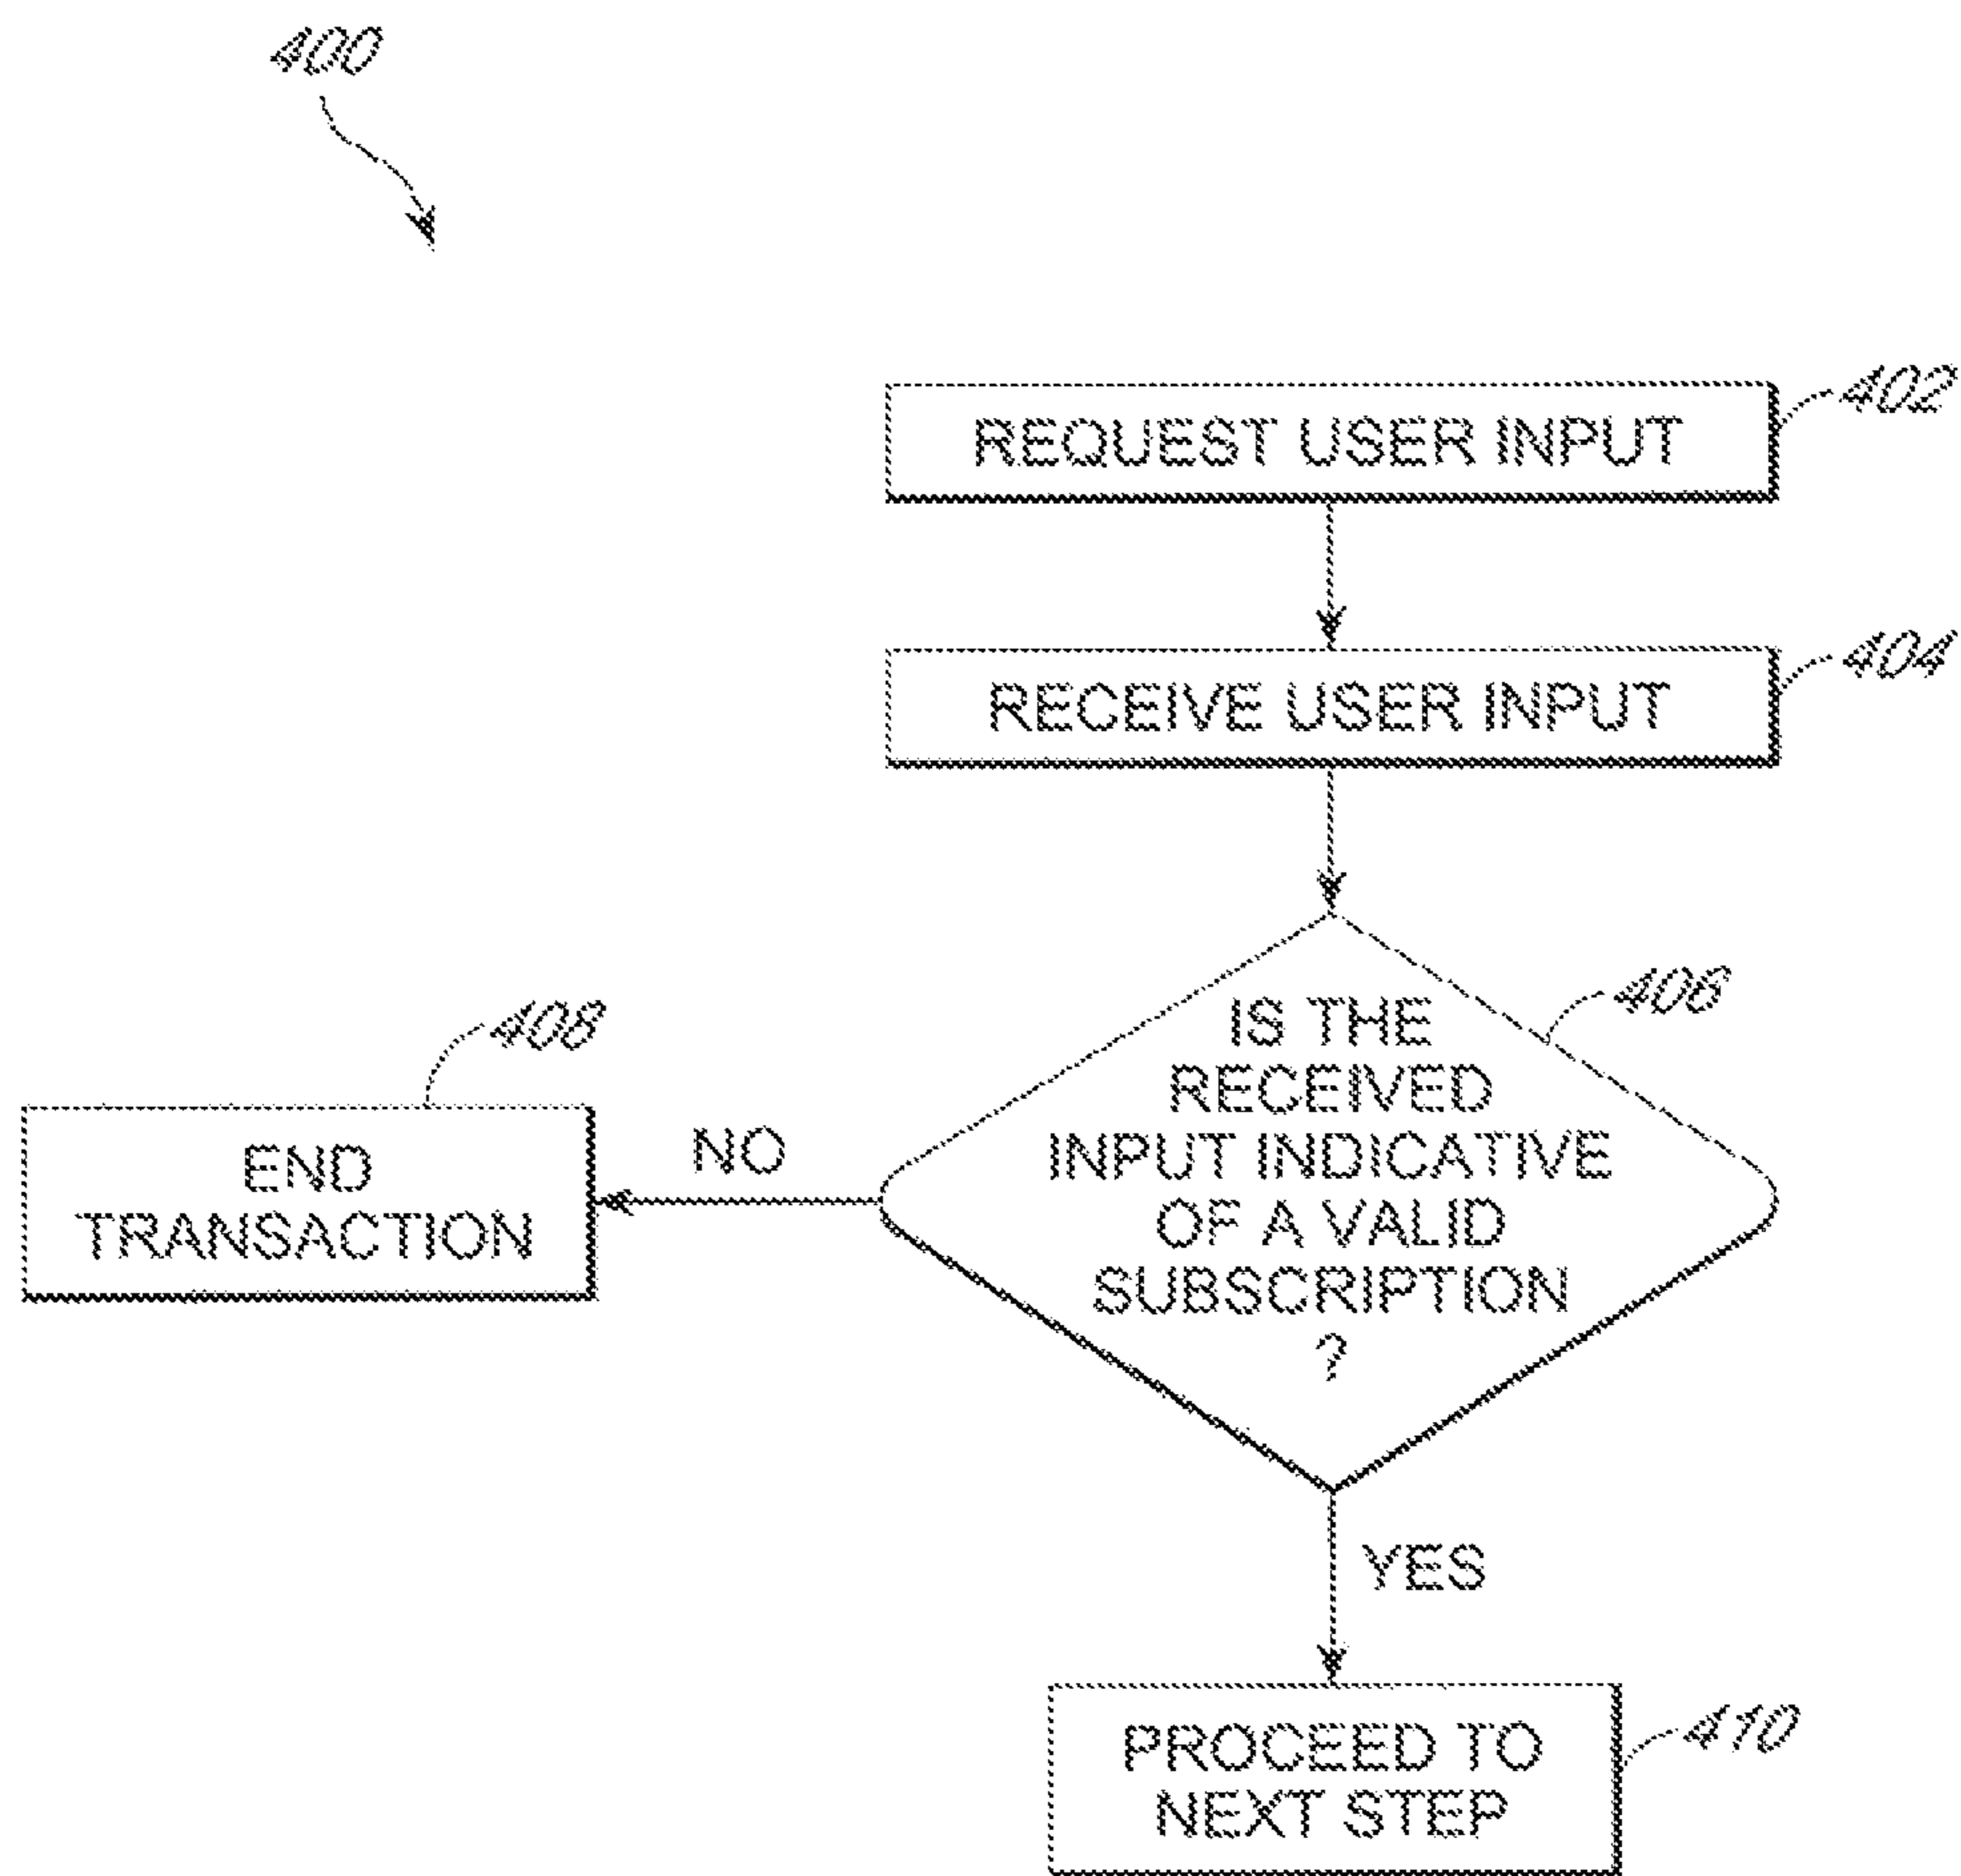 400
REQUEST USER INPUT
402
RECEIVE USER INPUT
404
IS THE
RECEIVED
INPUT INDICATIVE
OF A VALID
SUBSCRIPTION
?
406
NO
408
END
TRANSACTION
YES
PROCEED TO
NEXT STEP
410